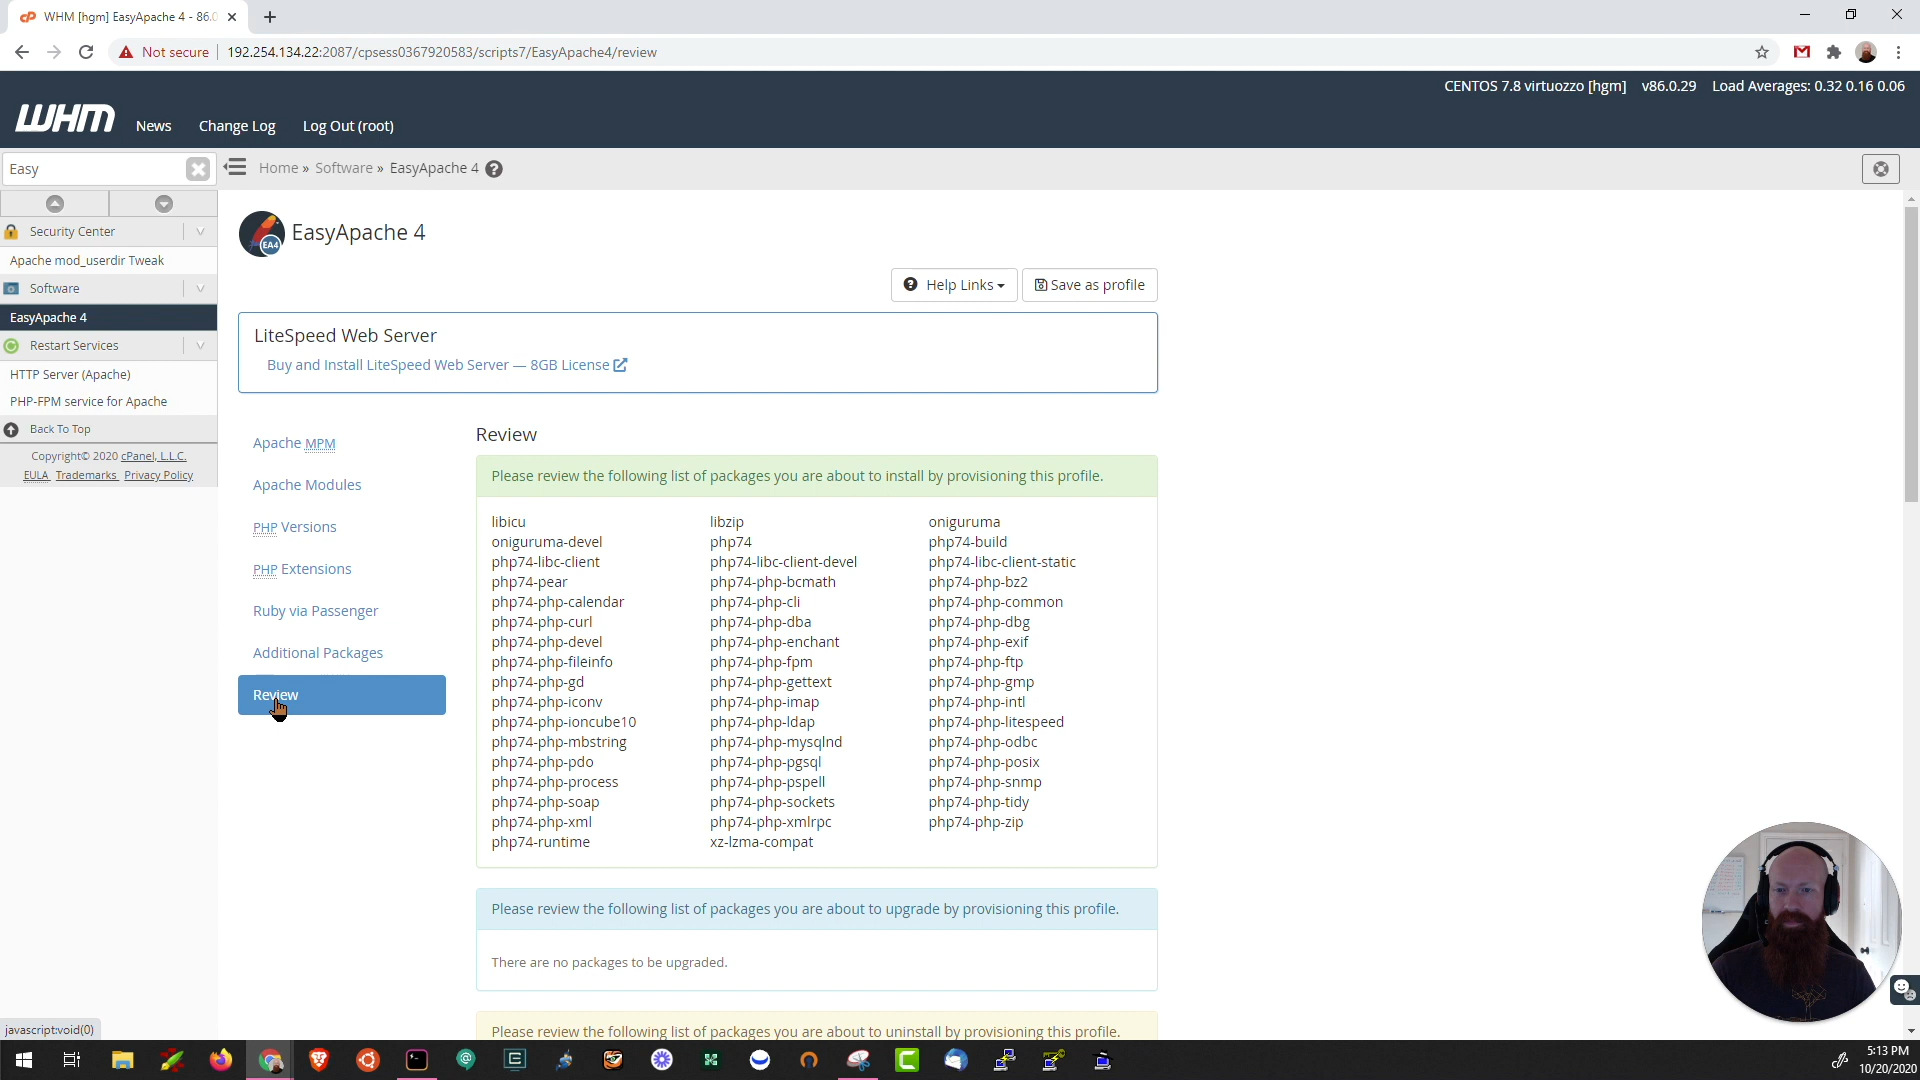 WHM [hgm] EasyApache 4 - 86.0
Not secure
192.254.134.22:2087/cpsess0367920583/scripts7/EasyApache4/review
CENTOS 7.8 virtuozzo [hgm] v86.0.29 Load Averages: 0.32 0.16 0.06
WHM News Change Log Log Out (root)
Easy
Home » Software » EasyApache 4
Security Center
Apache mod_userdir Tweak
Software
EasyApache 4
Restart Services
HTTP Server (Apache)
PHP-FPM service for Apache
Back To Top
Copyright© 2020 cPanel, L.L.C.
EULA Trademarks Privacy Policy
EA4
EasyApache 4
Help Links
Save as profile
LiteSpeed Web Server
Buy and Install LiteSpeed Web Server — 8GB License
Apache MPM
Apache Modules
PHP Versions
PHP Extensions
Ruby via Passenger
Additional Packages
Review
Review
Please review the following list of packages you are about to install by provisioning this profile.
libicu libzip oniguruma
oniguruma-devel php74 php74-build
php74-libc-client php74-libc-client-devel php74-libc-client-static
php74-pear php74-php-bcmath php74-php-bz2
php74-php-calendar php74-php-cli php74-php-common
php74-php-curl php74-php-dba php74-php-dbg
php74-php-devel php74-php-enchant php74-php-exif
php74-php-fileinfo php74-php-fpm php74-php-ftp
php74-php-gd php74-php-gettext php74-php-gmp
php74-php-iconv php74-php-imap php74-php-intl
php74-php-ioncube10 php74-php-ldap php74-php-litespeed
php74-php-mbstring php74-php-mysqlnd php74-php-odbc
php74-php-pdo php74-php-pgsql php74-php-posix
php74-php-process php74-php-pspell php74-php-snmp
php74-php-soap php74-php-sockets php74-php-tidy
php74-php-xml php74-php-xmlrpc php74-php-zip
php74-runtime xz-lzma-compat
Please review the following list of packages you are about to upgrade by provisioning this profile.
There are no packages to be upgraded.
Please review the following list of packages you are about to uninstall by provisioning this profile.
javascript:void(0)
5:13 PM
10/20/2020